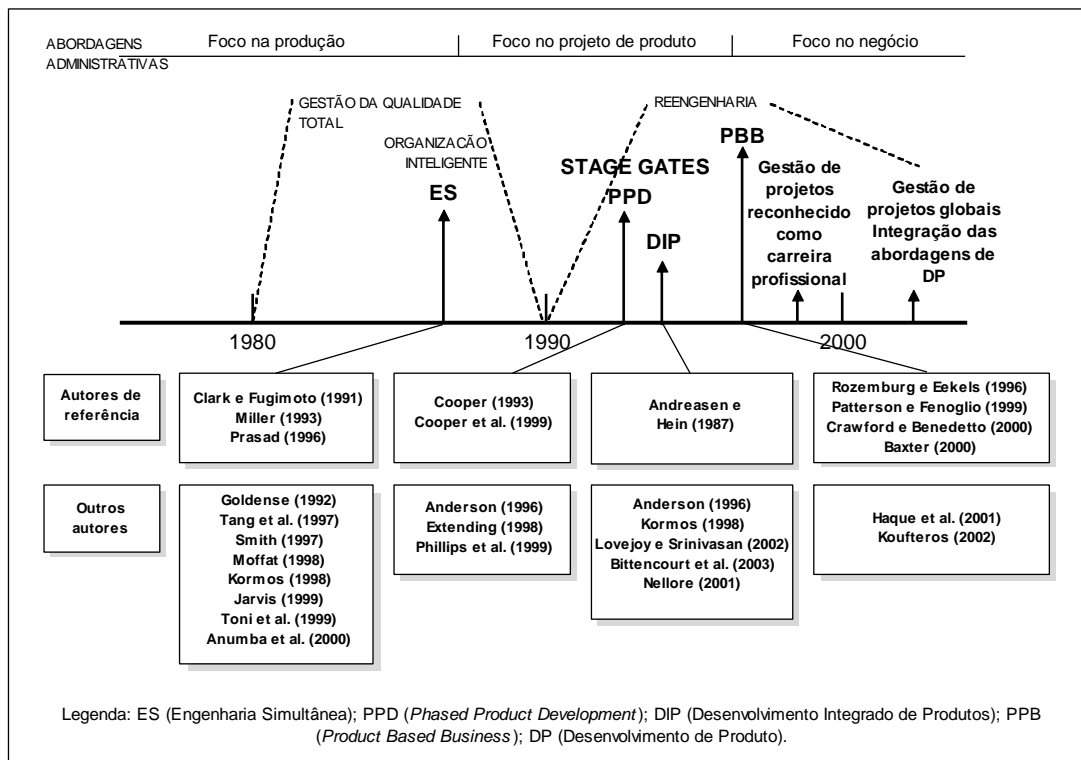 ABORDAGENS
ADMINISTRATIVAS
Foco na produção
Foco no projeto de produto
Foco no negócio
GESTÃO DA QUALIDADE
TOTAL
ORGANIZAÇÃO
INTELIGENTE
ES
STAGE GATES
PPD
DIP
REENGENHARIA
PBB
Gestão de
projetos
reconhecido
como
carreira
profissional
Gestão de
projetos globais
Integração das
abordagens de
DP
1980
1990
2000
Autores de
referência
Clark e Fugimoto (1991)
Miller (1993)
Prasad (1996)
Cooper (1993)
Cooper et al. (1999)
Andreasen e
Hein (1987)
Rozemburg e Eekels (1996)
Patterson e Fenoglio (1999)
Crawford e Benedetto (2000)
Baxter (2000)
Outros
autores
Goldense (1992)
Tang et al. (1997)
Smith (1997)
Moffat (1998)
Kormos (1998)
Jarvis (1999)
Toni et al. (1999)
Anumba et al. (2000)
Anderson (1996)
Extending (1998)
Phillips et al. (1999)
Anderson (1996)
Kormos (1998)
Lovejoy e Srinivasan (2002)
Bittencourt et al. (2003)
Nellore (2001)
Haque et al. (2001)
Koufteros (2002)
Legenda: ES (Engenharia Simultânea); PPD (Phased Product Development); DIP (Desenvolvimento Integrado de Produtos); PPB
(Product Based Business); DP (Desenvolvimento de Produto).